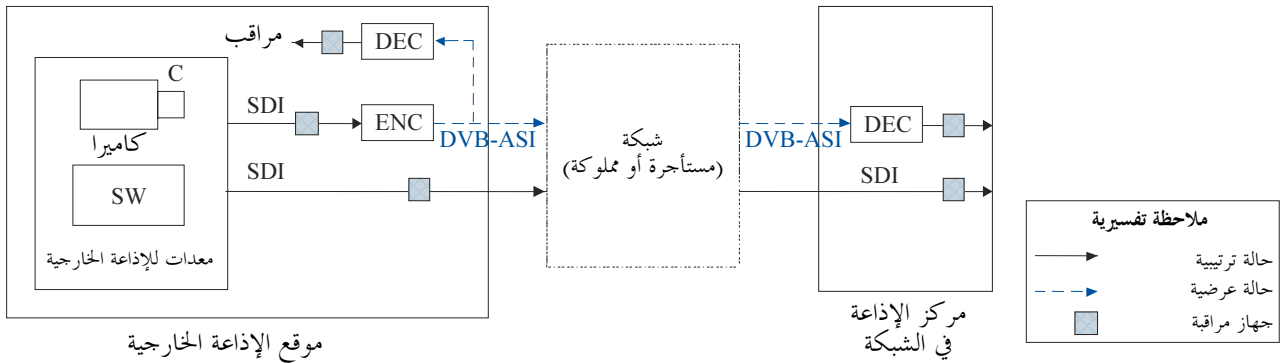 مراقب
DEC
C
SDI
كاميرا
ENC
DVB-ASI
SDI
SW
معدات للإذاعة الخارجية
موقع الإذاعة الخارجية
شبكة
(مستأجرة أو مملوكة)
DVB-ASI
DEC
SDI
مركز الإذاعة
في الشبكة
ملاحظة تفسيرية
حالة ترتيبية
حالة عرضية
جهاز مراقبة